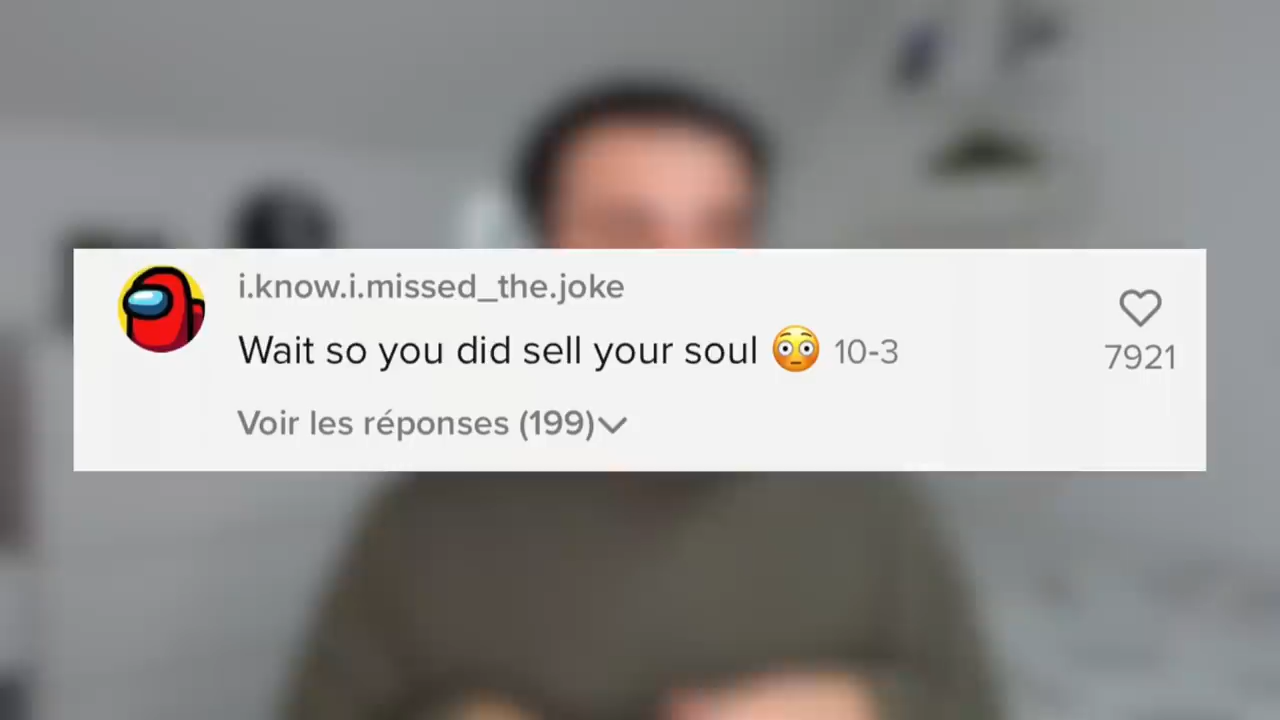 i.know.i.missed_the.joke
Wait so you did sell your soul 😳 10-3
7921
Voir les réponses (199)